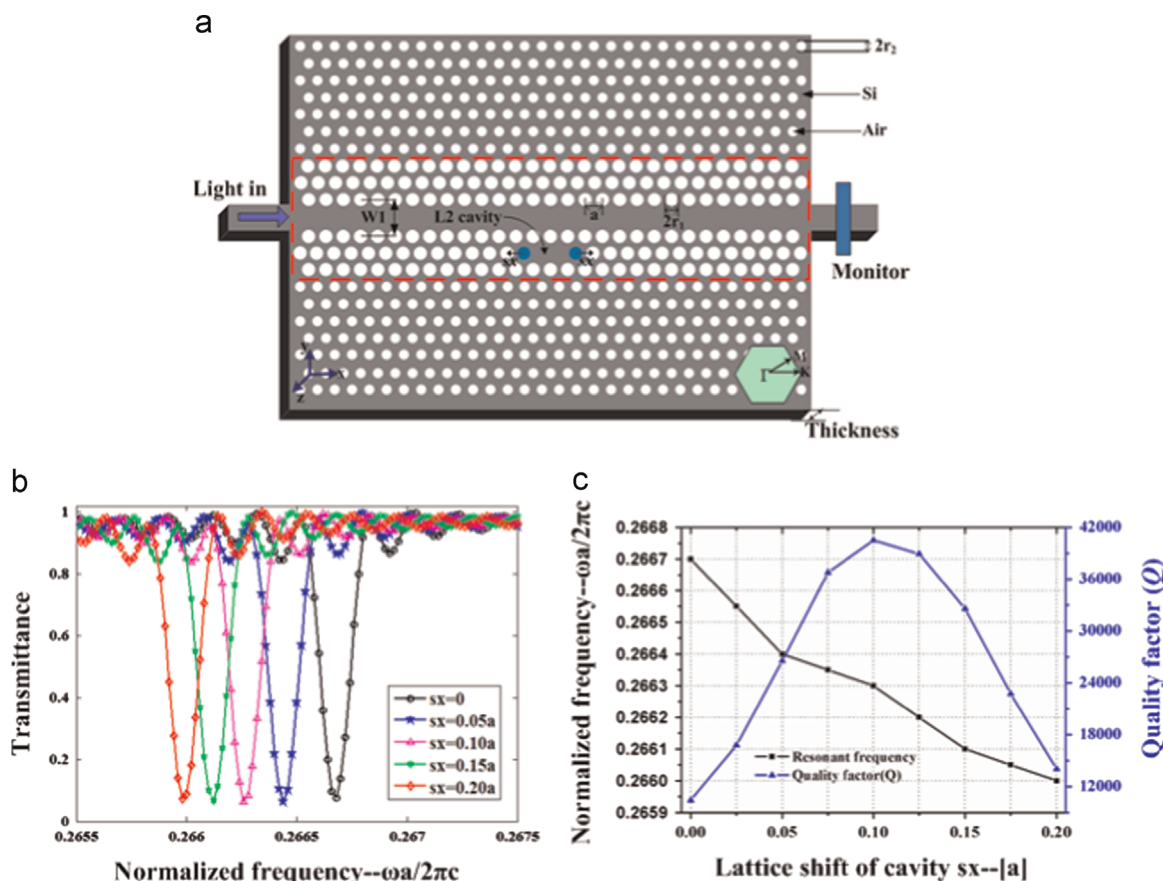 a
2r₂
Si
Air
Light in
W1
L2 cavity
a
2r₁
sx
sx
Monitor
y
x
z
Γ
M
K
Thickness
b
Transmittance
1
0.8
0.6
0.4
0.2
0
sx=0
sx=0.05a
sx=0.10a
sx=0.15a
sx=0.20a
0.2655
0.266
0.2665
0.267
0.2675
Normalized frequency--ωa/2πc
c
Normalized frequency--ωa/2πc
0.2668
0.2667
0.2666
0.2665
0.2664
0.2663
0.2662
0.2661
0.2660
0.2659
Resonant frequency
Quality factor(Q)
42000
36000
30000
24000
18000
12000
Quality factor (Q)
0.00
0.05
0.10
0.15
0.20
Lattice shift of cavity sx--[a]